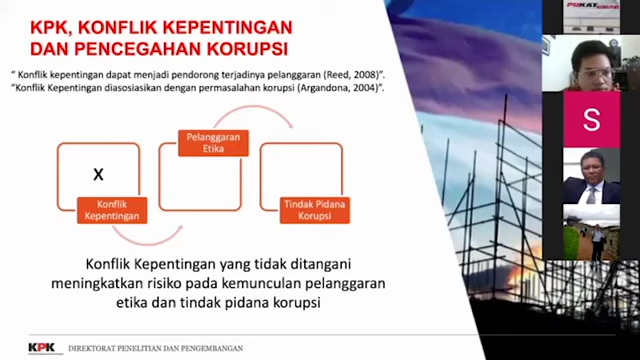 KPK, KONFLIK KEPENTINGAN
DAN PENCEGAHAN KORUPSI
“ Konflik kepentingan dapat menjadi pendorong terjadinya pelanggaran (Reed, 2008)”.
“Konflik Kepentingan diasosiasikan dengan permasalahan korupsi (Argandona, 2004)”.
Pelanggaran
Etika
X
Konflik
Kepentingan
Tindak Pidana
Korupsi
Konflik Kepentingan yang tidak ditangani
meningkatkan risiko pada kemunculan pelanggaran
etika dan tindak pidana korupsi
KPK DIREKTORAT PENELITIAN DAN PENGEMBANGAN
PUKAT
S